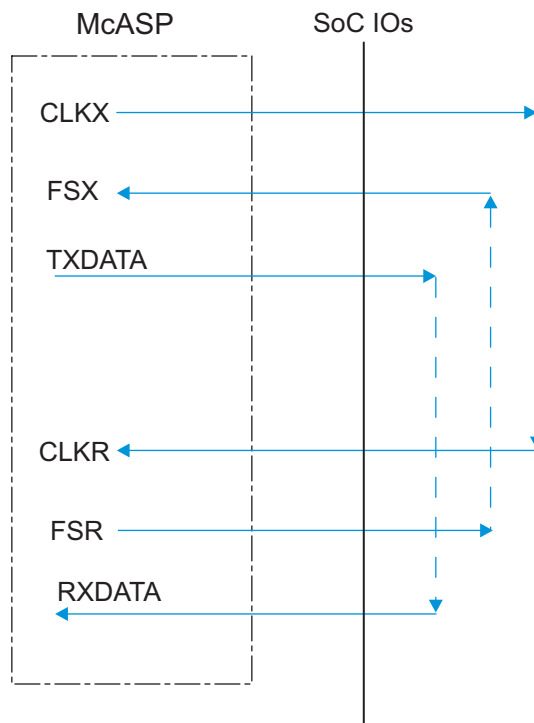 McASP
SoC IOs
CLKX
FSX
TXDATA
CLKR
FSR
RXDATA